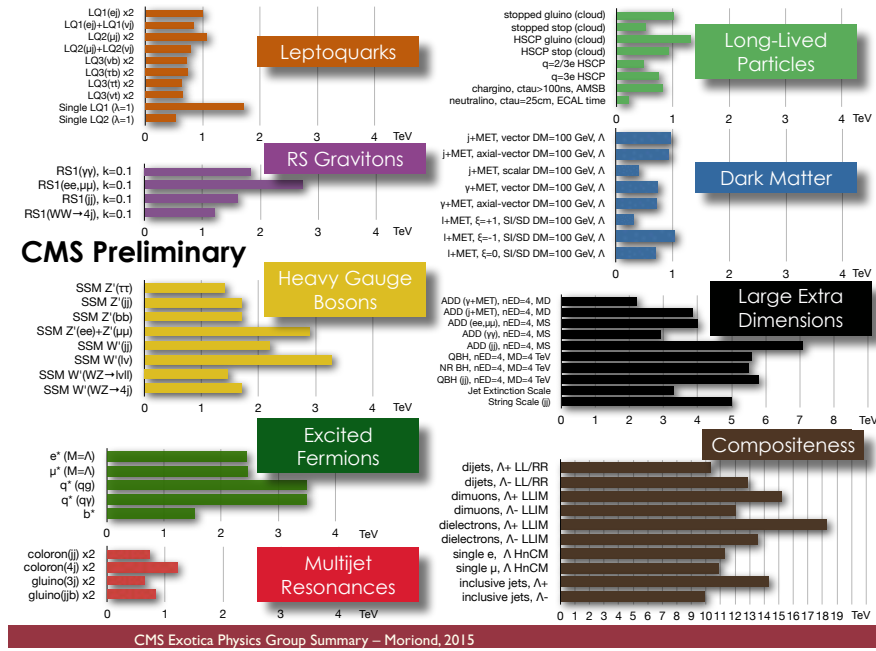 LQ1(ej) x2
LQ1(ej)+LQ1(νj)
LQ2(μj) x2
LQ2(μj)+LQ2(νj)
LQ3(νb) x2
LQ3(τb) x2
LQ3(τt) x2
LQ3(vt) x2
Single LQ1 (λ=1)
Single LQ2 (λ=1)
0 1 2 3 4 TeV
Leptoquarks
RS1(γγ), k=0.1
RS1(ee,μμ), k=0.1
RS1(jj), k=0.1
RS1(WW→4j), k=0.1
0 1 2 3 4 TeV
RS Gravitons
CMS Preliminary
SSM Z'(ττ)
SSM Z'(jj)
SSM Z'(bb)
SSM Z'(ee)+Z'(μμ)
SSM W'(jj)
SSM W'(lv)
SSM W'(WZ→lvll)
SSM W'(WZ→4j)
0 1 2 3 4 TeV
Heavy Gauge
Bosons
e* (M=Λ)
μ* (M=Λ)
q* (qg)
q* (qγ)
b*
0 1 2 3 4 TeV
Excited
Fermions
coloron(jj) x2
coloron(4j) x2
gluino(3j) x2
gluino(jjb) x2
0 1 2 3 4 TeV
Multijet
Resonances
stopped gluino (cloud)
stopped stop (cloud)
HSCP gluino (cloud)
HSCP stop (cloud)
q=2/3e HSCP
q=3e HSCP
chargino, ctau>100ns, AMSB
neutralino, ctau=25cm, ECAL time
0 1 2 3 4 TeV
Long-Lived
Particles
j+MET, vector DM=100 GeV, Λ
j+MET, axial-vector DM=100 GeV, Λ
j+MET, scalar DM=100 GeV, Λ
γ+MET, vector DM=100 GeV, Λ
γ+MET, axial-vector DM=100 GeV, Λ
l+MET, ξ=+1, SI/SD DM=100 GeV, Λ
l+MET, ξ=-1, SI/SD DM=100 GeV, Λ
l+MET, ξ=0, SI/SD DM=100 GeV, Λ
0 1 2 3 4 TeV
Dark Matter
ADD (γ+MET), nED=4, MD
ADD (j+MET), nED=4, MD
ADD (ee,μμ), nED=4, MS
ADD (γγ), nED=4, MS
ADD (jj), nED=4, MS
QBH, nED=4, MD=4 TeV
NR BH, nED=4, MD=4 TeV
QBH (jj), nED=4, MD=4 TeV
Jet Extinction Scale
String Scale (jj)
0 1 2 3 4 5 6 7 8 9 TeV
Large Extra
Dimensions
dijets, Λ+ LL/RR
dijets, Λ- LL/RR
dimuons, Λ+ LLIM
dimuons, Λ- LLIM
dielectrons, Λ+ LLIM
dielectrons, Λ- LLIM
single e, Λ HnCM
single μ, Λ HnCM
inclusive jets, Λ+
inclusive jets, Λ-
0 1 2 3 4 5 6 7 8 9 10 11 12 13 14 15 16 17 18 19 TeV
Compositeness
CMS Exotica Physics Group Summary – Moriond, 2015